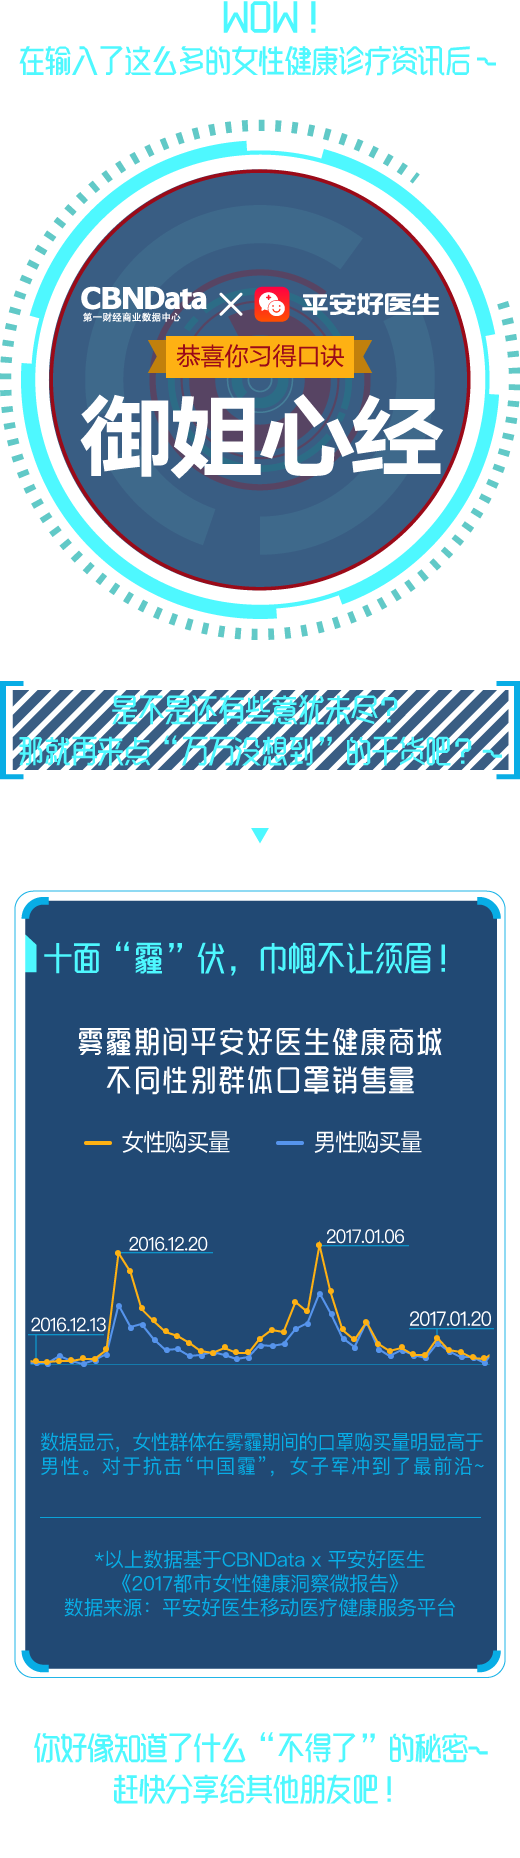 WOW！
在输入了这么多的女性健康诊疗资讯后~
CBNData
第一财经商业数据中心
×
平安好医生
恭喜你习得口诀
御姐心经
是不是还有些意犹未尽？
那就再来点“万万没想到”的干货吧？~
十面“霾”伏，巾帼不让须眉！
雾霾期间平安好医生健康商城
不同性别群体口罩销售量
女性购买量
男性购买量
2016.12.20
2017.01.06
2016.12.13
2017.01.20
数据显示，女性群体在雾霾期间的口罩购买量明显高于
男性。对于抗击“中国霾”，女子军冲到了最前沿~
*以上数据基于CBNData x 平安好医生
《2017都市女性健康洞察微报告》
数据来源：平安好医生移动医疗健康服务平台
你好像知道了什么“不得了”的秘密~
赶快分享给其他朋友吧！